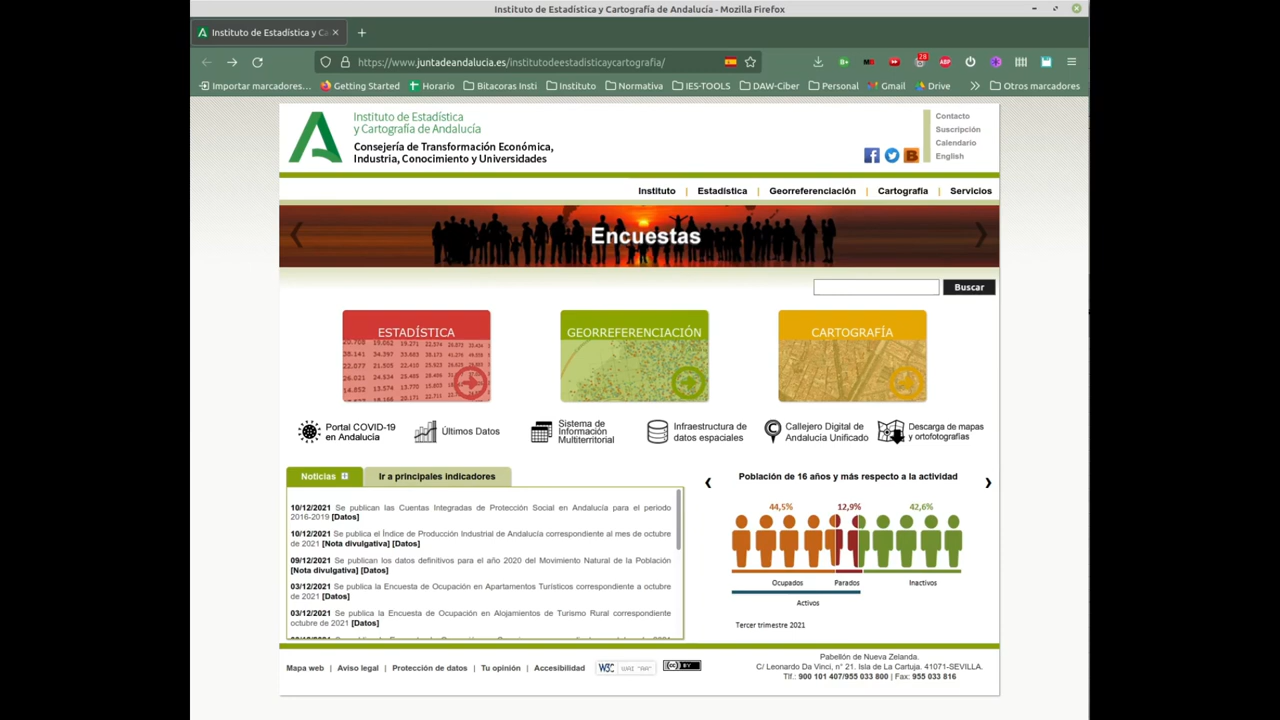 Instituto de Estadística y Cartografía de Andalucía - Mozilla Firefox
Instituto de Estadística y Ca
https://www.juntadeandalucia.es/institutodeestadisticaycartografia/
28
Importar marcadores... Getting Started Horario Bitacoras Insti Instituto Normativa IES-TOOLS DAW-Ciber Personal Gmail Drive Otros marcadores
Instituto de Estadística
y Cartografía de Andalucía
Consejería de Transformación Económica,
Industria, Conocimiento y Universidades
Contacto
Suscripción
Calendario
English
Instituto | Estadística | Georreferenciación | Cartografía | Servicios
Encuestas
Buscar
ESTADÍSTICA
GEORREFERENCIACIÓN
CARTOGRAFÍA
Portal COVID-19
en Andalucía
Últimos Datos
Sistema de
Información
Multiterritorial
Infraestructura de
datos espaciales
Callejero Digital de
Andalucía Unificado
Descarga de mapas
y ortofotografías
Noticias
Ir a principales indicadores
10/12/2021 Se publican las Cuentas Integradas de Protección Social en Andalucía para el periodo
2016-2019 [Datos]
10/12/2021 Se publica el Índice de Producción Industrial de Andalucía correspondiente al mes de octubre
de 2021 [Nota divulgativa] [Datos]
09/12/2021 Se publican los datos definitivos para el año 2020 del Movimiento Natural de la Población
[Nota divulgativa] [Datos]
03/12/2021 Se publica la Encuesta de Ocupación en Apartamentos Turísticos correspondiente a octubre
de 2021 [Datos]
03/12/2021 Se publica la Encuesta de Ocupación en Alojamientos de Turismo Rural correspondiente
octubre de 2021 [Datos]
Población de 16 años y más respecto a la actividad
44,5% 12,9% 42,6%
Ocupados Parados Inactivos
Activos
Tercer trimestre 2021
Mapa web | Aviso legal | Protección de datos | Tu opinión | Accesibilidad
W3C WAI "AA"
cc BY
Pabellón de Nueva Zelanda.
C/ Leonardo Da Vinci, n° 21. Isla de La Cartuja. 41071-SEVILLA.
Tlf.: 900 101 407/955 033 800 | Fax: 955 033 816